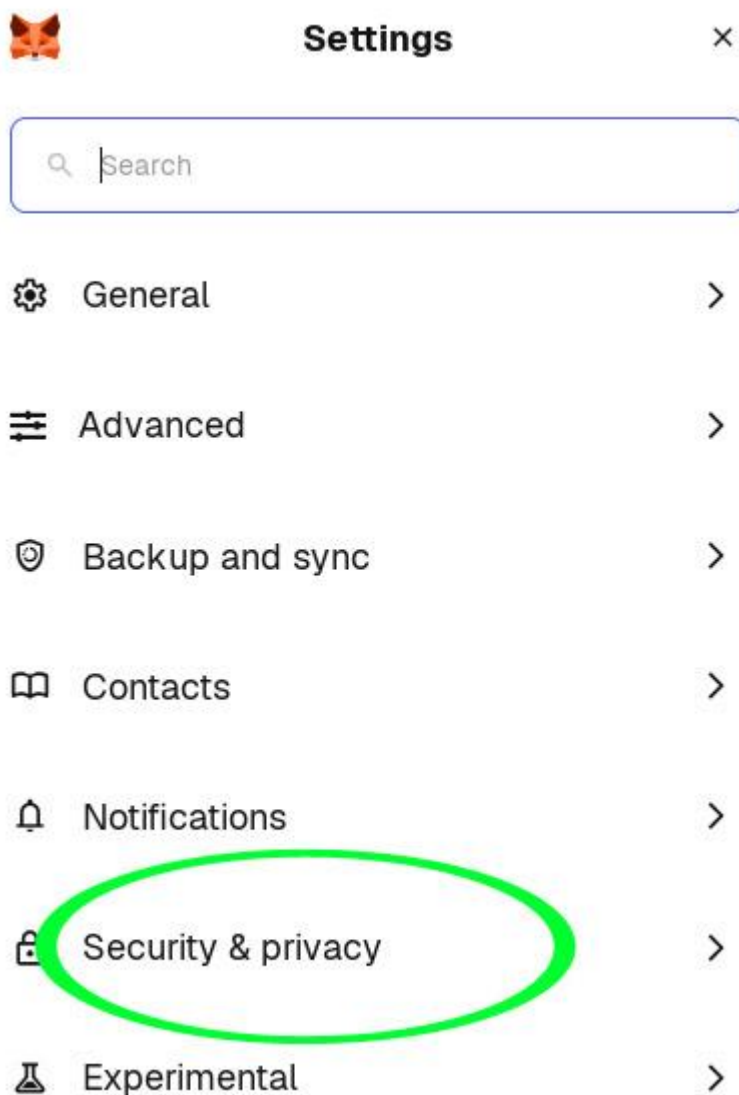 Settings
Search
General
Advanced
Backup and sync
Contacts
Notifications
Security & privacy
Experimental